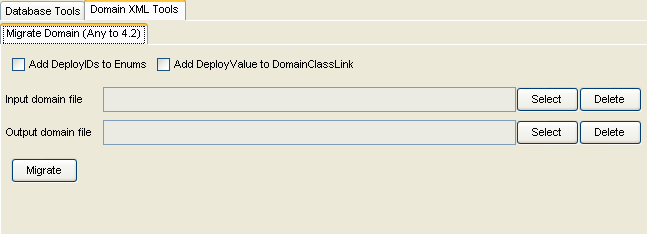 Database Tools Domain XML Tools
Migrate Domain (Any to 4.2)
Add DeployIDs to Enums Add DeployValue to DomainClassLink
Input domain file Select Delete
Output domain file Select Delete
Migrate